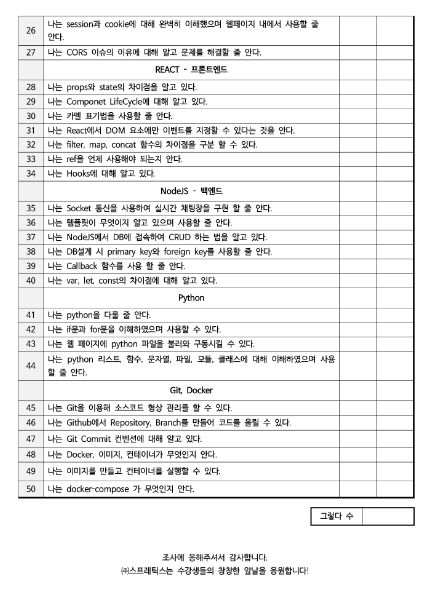 26 나는 session과 cookie에 대해 완벽히 이해했으며 웹페이지 내에서 사용할 줄
안다.
27 나는 CORS 이슈의 이유에 대해 알고 문제를 해결할 줄 안다.
REACT - 프론트엔드
28 나는 props와 state의 차이점을 알고 있다.
29 나는 Componet LifeCycle에 대해 알고 있다.
30 나는 카멜 표기법을 사용할 줄 안다.
31 나는 React에서 DOM 요소에만 이벤트를 지정할 수 있다는 것을 안다.
32 나는 filter, map, concat 함수의 차이점을 구분 할 수 있다.
33 나는 ref을 언제 사용해야 되는지 안다.
34 나는 Hooks에 대해 알고 있다.
NodeJS - 백엔드
35 나는 Socket 통신을 사용하여 실시간 채팅창을 구현 할 줄 안다.
36 나는 템플릿이 무엇이지 알고 있으며 사용할 줄 안다.
37 나는 NodeJS에서 DB에 접속하여 CRUD 하는 법을 알고 있다.
38 나는 DB설계 시 primary key와 foreign key를 사용할 줄 안다.
39 나는 Callback 함수를 사용 할 줄 안다.
40 나는 var, let, const의 차이점에 대해 알고 있다.
Python
41 나는 python을 다룰 줄 안다.
42 나는 if문과 for문을 이해하였으며 사용할 수 있다.
43 나는 웹 페이지에 python 파일을 불러와 구동시킬 수 있다.
44 나는 python 리스트, 함수, 문자열, 파일, 모듈, 클래스에 대해 이해하였으며 사용
할 줄 안다.
Git, Docker
45 나는 Git을 이용해 소스코드 형상 관리를 할 수 있다.
46 나는 Github에서 Repository, Branch를 만들어 코드를 올릴 수 있다.
47 나는 Git Commit 컨벤션에 대해 알고 있다.
48 나는 Docker, 이미지, 컨테이너가 무엇인지 안다.
49 나는 이미지를 만들고 컨테이너를 실행할 수 있다.
50 나는 docker-compose 가 무엇인지 안다.
그렇다 수
조사에 응해주셔서 감사합니다.
㈜스프레틱스는 수강생들의 창창한 앞날을 응원합니다!